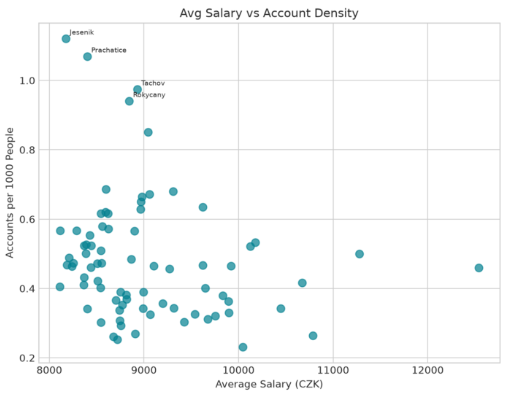 Avg Salary vs Account Density
Jesenik
Prachatice
Tachov
Rokycany
1.0
0.8
0.6
0.4
0.2
Accounts per 1000 People
8000 9000 10000 11000 12000
Average Salary (CZK)